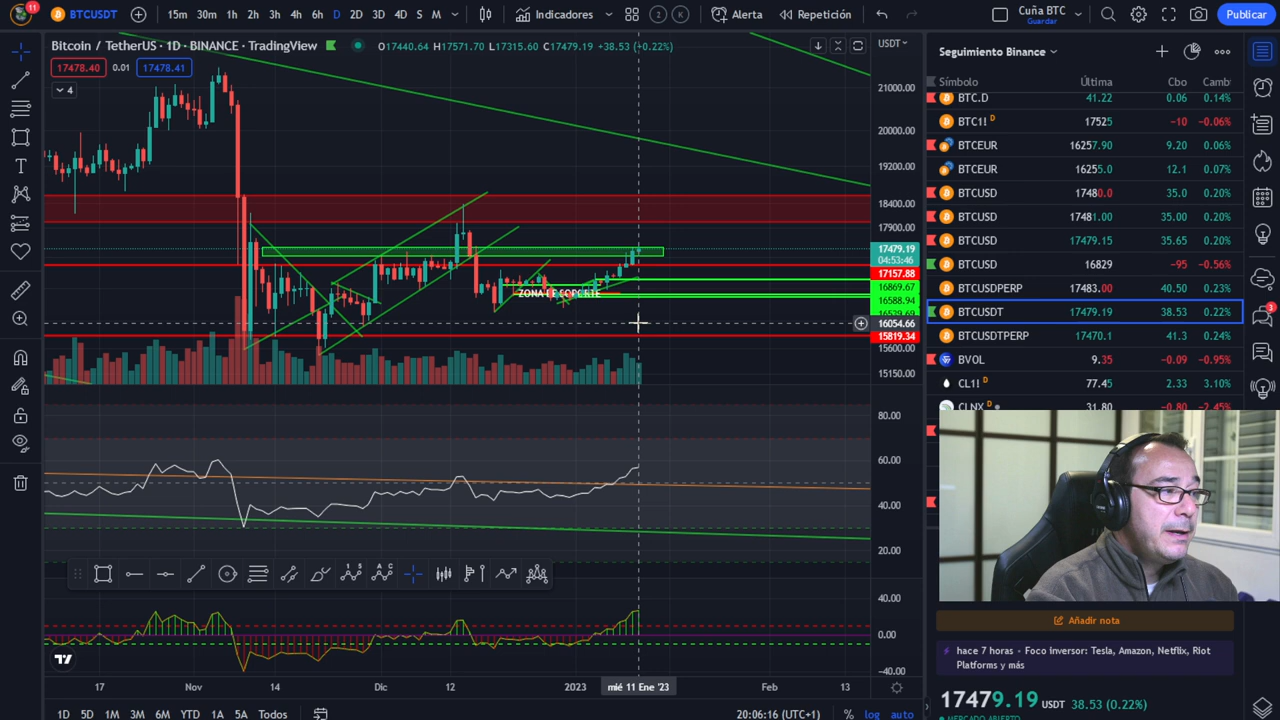 11
BTCUSDT
15m 30m 1h 2h 3h 4h 6h D 2D 3D 4D S M
Indicadores
2 K
Alerta
Repetición
Cuña BTC
Guardar
Publicar
Bitcoin / TetherUS · 1D · BINANCE · TradingView
O17440.64 H17571.70 L17315.60 C17479.19 +38.53 (+0.22%)
17478.40 0.01 17478.41
4
USDT
21000.00
20000.00
19200.00
18400.00
17900.00
17479.19
04:53:46
17157.88
16869.67
16588.94
16054.66
15819.34
15600.00
15150.00
ZONA DE SOPORTE
80.00
60.00
40.00
20.00
40.00
0.00
−40.00
17 Nov 14 Dic 12 2023 mié 11 Ene '23 Feb 13
1D 5D 1M 3M 6M YTD 1A 5A Todos
20:06:16 (UTC+1)
% log auto
Seguimiento Binance
Símbolo Última Cbo Camb
BTC.D 41.22 0.06 0.14%
BTC1! D 17525 −10 −0.06%
BTCEUR 16257.90 9.20 0.06%
BTCEUR 16255.0 12.1 0.07%
BTCUSD 17480.0 35.0 0.20%
BTCUSD 17481.00 35.00 0.20%
BTCUSD 17479.15 35.65 0.20%
BTCUSD 16829 −95 −0.56%
BTCUSDPERP 17483.00 40.50 0.23%
BTCUSDT 17479.19 38.53 0.22%
BTCUSDTPERP 17470.1 41.3 0.24%
BVOL 9.35 −0.09 −0.95%
CL1! D 77.45 2.33 3.10%
CLNX D 31.80 −0.80 −2.45%
3
Añadir nota
hace 7 horas • Foco inversor: Tesla, Amazon, Netflix, Riot
Platforms y más
17479.19 USDT 38.53 (0.22%)
MERCADO ABIERTO